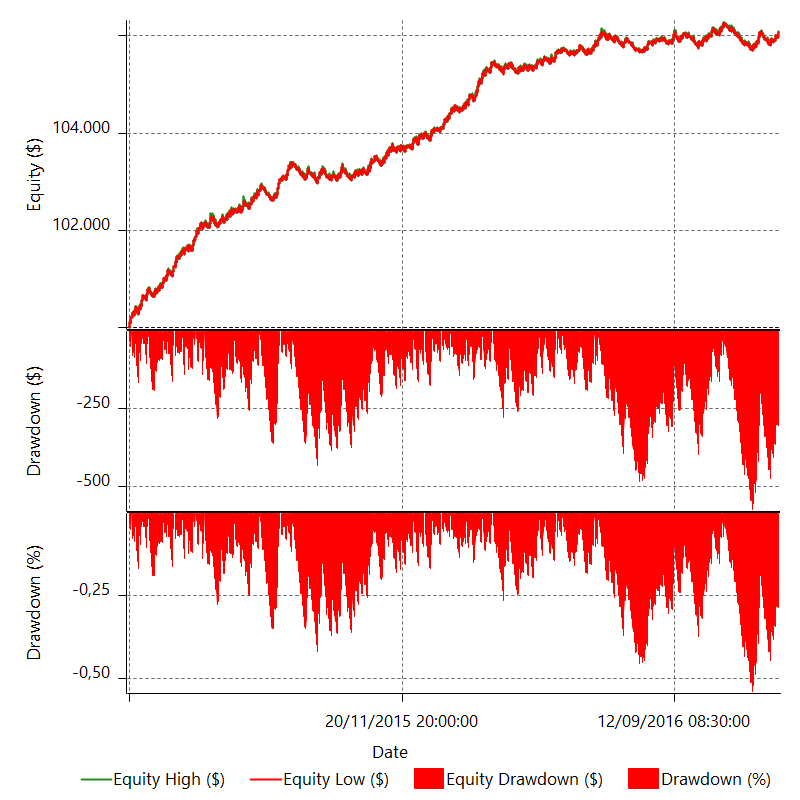 104.000
Equity ($)
102.000
Drawdown ($)
-250
-500
Drawdown (%)
-0,25
-0,50
20/11/2015 20:00:00 12/09/2016 08:30:00
Date
Equity High ($) Equity Low ($) Equity Drawdown ($) Drawdown (%)